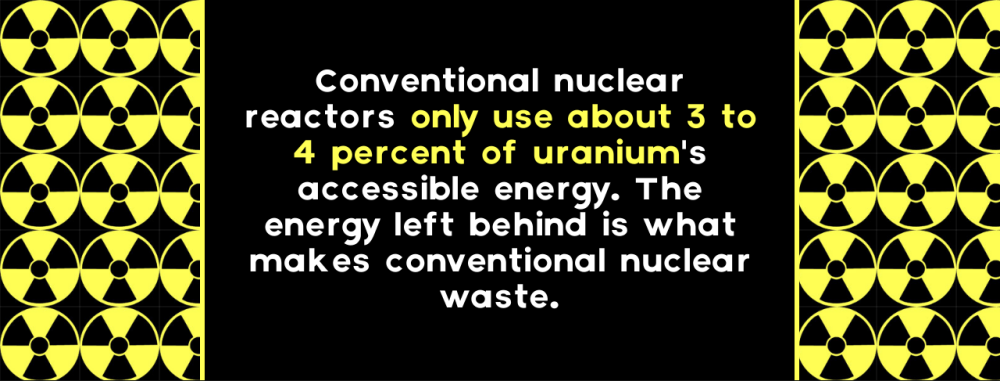 Conventional nuclear
reactors only use about 3 to
4 percent of uranium's
accessible energy. The
energy left behind is what
makes conventional nuclear
waste.